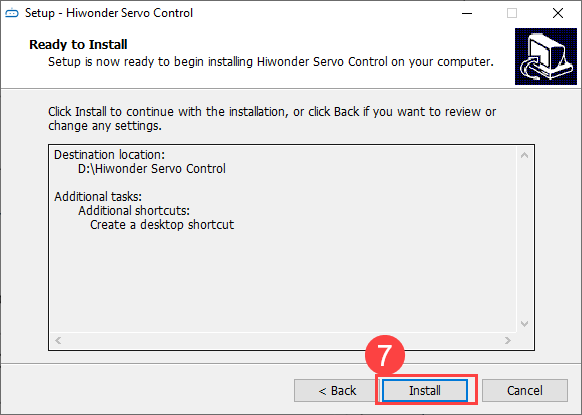 Setup - Hiwonder Servo Control
Ready to Install
Setup is now ready to begin installing Hiwonder Servo Control on your computer.
Click Install to continue with the installation, or click Back if you want to review or
change any settings.
Destination location:
D:\Hiwonder Servo Control
Additional tasks:
Additional shortcuts:
Create a desktop shortcut
7
< Back
Install
Cancel